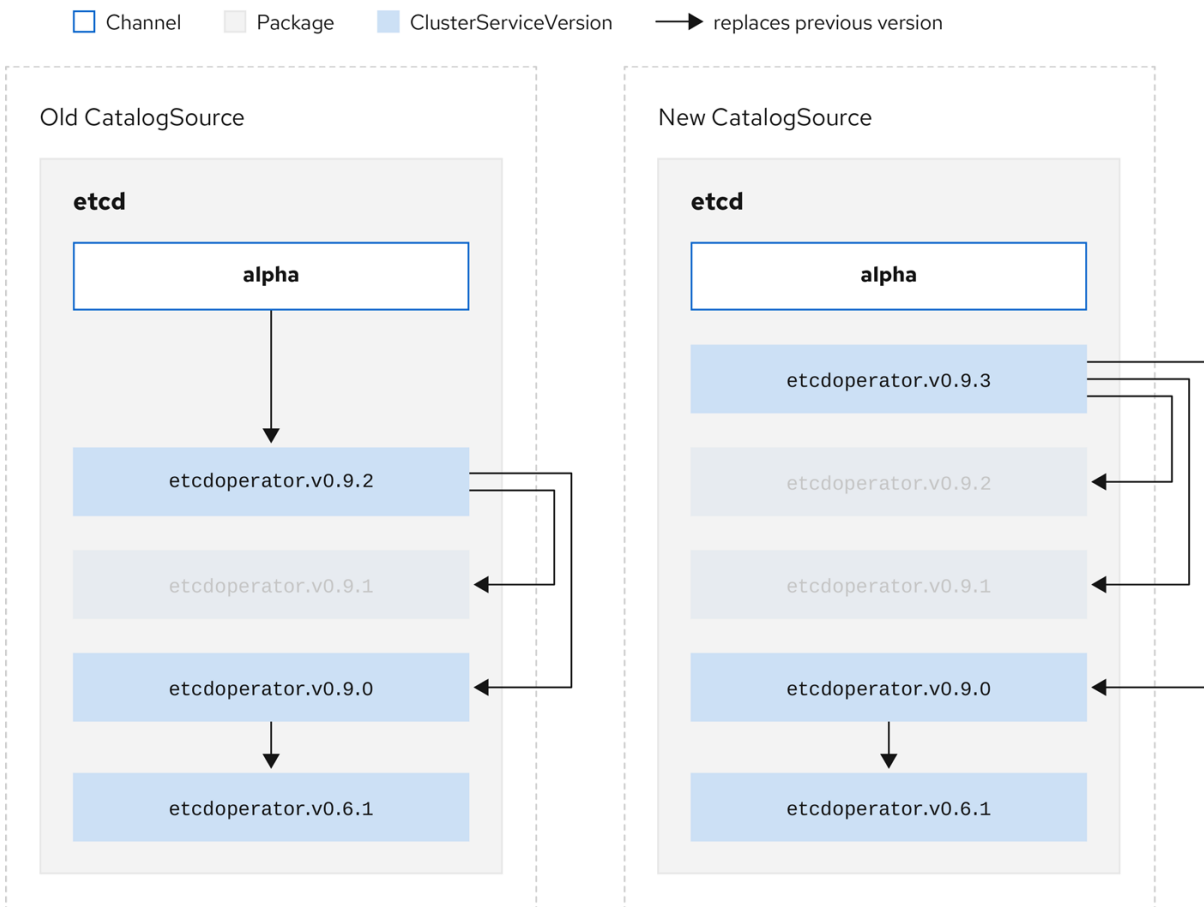 Channel Package ClusterServiceVersion replaces previous version
Old CatalogSource
etcd
alpha
etcdoperator.v0.9.2
etcdoperator.v0.9.1
etcdoperator.v0.9.0
etcdoperator.v0.6.1
New CatalogSource
etcd
alpha
etcdoperator.v0.9.3
etcdoperator.v0.9.2
etcdoperator.v0.9.1
etcdoperator.v0.9.0
etcdoperator.v0.6.1